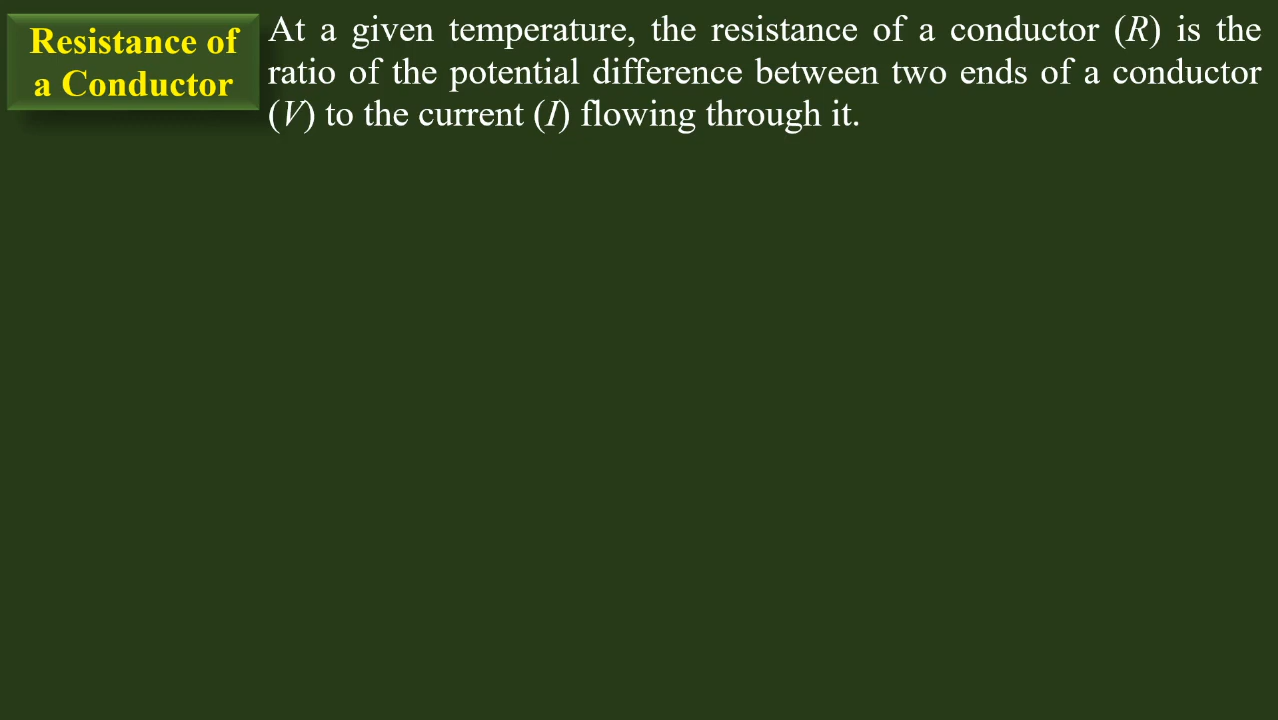 Resistance of
a Conductor
At a given temperature, the resistance of a conductor (R) is the
ratio of the potential difference between two ends of a conductor
(V) to the current (I) flowing through it.